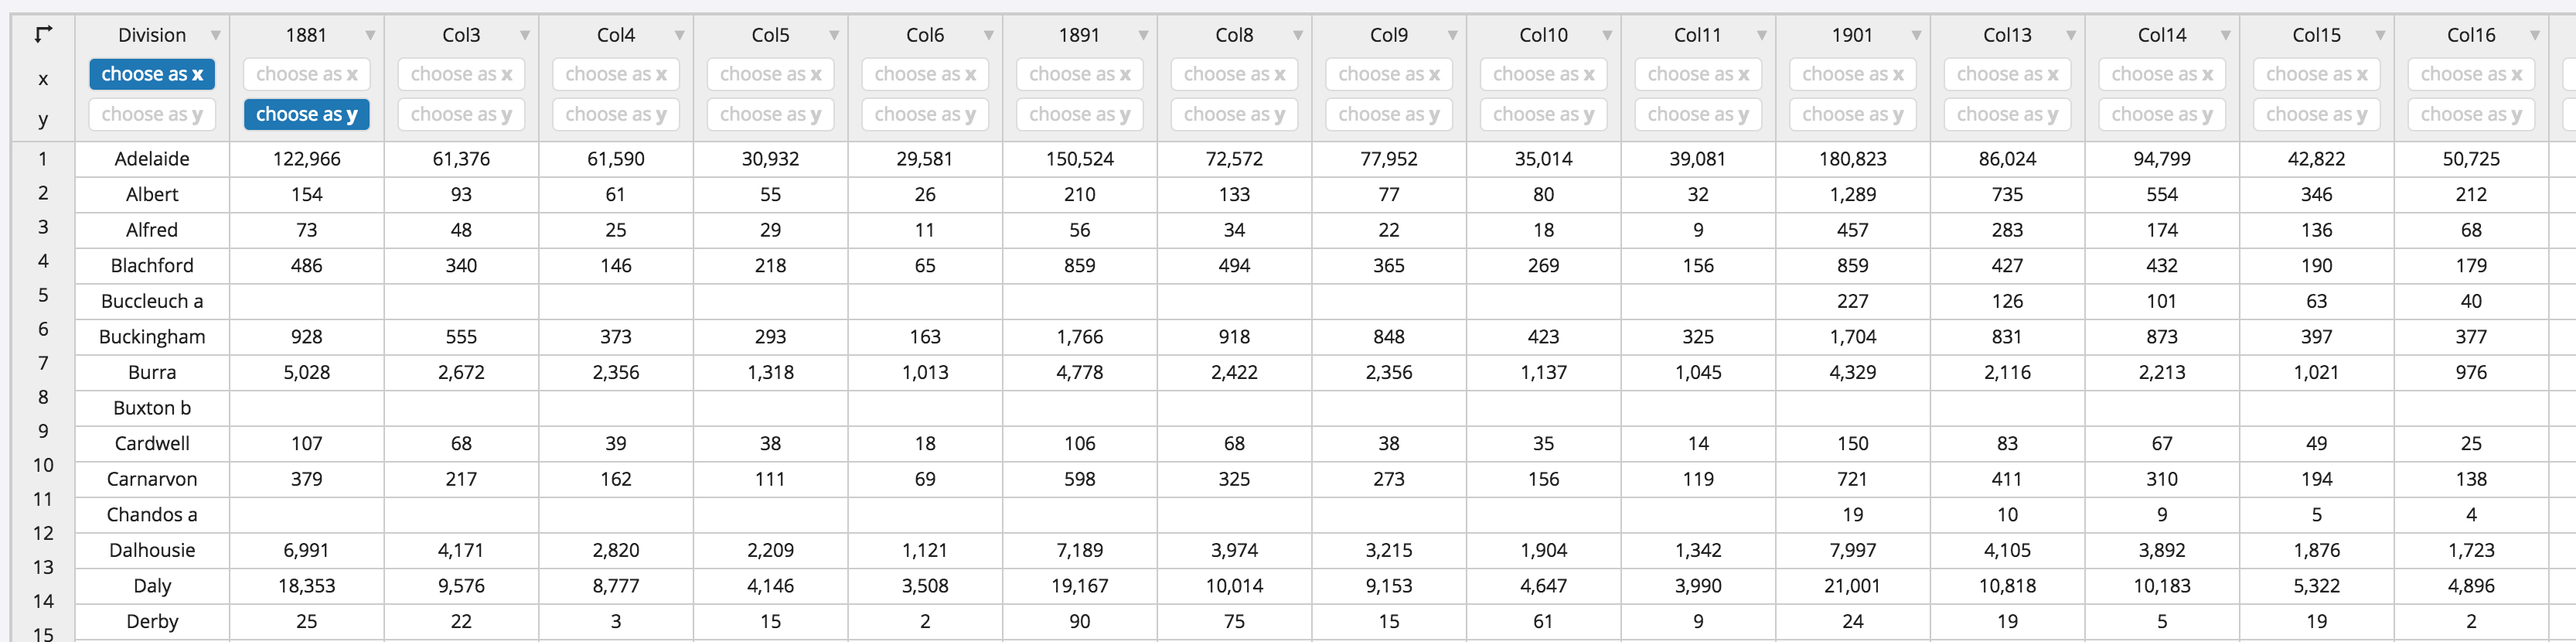 Division 1881 Col3 Col4 Col5 Col6 1891 Col8 Col9 Col10 Col11 1901 Col13 Col14 Col15 Col16
x choose as x choose as x choose as x choose as x choose as x choose as x choose as x choose as x choose as x choose as x choose as x choose as x choose as x choose as x choose as x choose as x
y choose as y choose as y choose as y choose as y choose as y choose as y choose as y choose as y choose as y choose as y choose as y choose as y choose as y choose as y choose as y choose as y
1 Adelaide 122,966 61,376 61,590 30,932 29,581 150,524 72,572 77,952 35,014 39,081 180,823 86,024 94,799 42,822 50,725
2 Albert 154 93 61 55 26 210 133 77 80 32 1,289 735 554 346 212
3 Alfred 73 48 25 29 11 56 34 22 18 9 457 283 174 136 68
4 Blachford 486 340 146 218 65 859 494 365 269 156 859 427 432 190 179
5 Buccleuch a 227 126 101 63 40
6 Buckingham 928 555 373 293 163 1,766 918 848 423 325 1,704 831 873 397 377
7 Burra 5,028 2,672 2,356 1,318 1,013 4,778 2,422 2,356 1,137 1,045 4,329 2,116 2,213 1,021 976
8 Buxton b
9 Cardwell 107 68 39 38 18 106 68 38 35 14 150 83 67 49 25
10 Carnarvon 379 217 162 111 69 598 325 273 156 119 721 411 310 194 138
11 Chandos a 19 10 9 5 4
12 Dalhousie 6,991 4,171 2,820 2,209 1,121 7,189 3,974 3,215 1,904 1,342 7,997 4,105 3,892 1,876 1,723
13 Daly 18,353 9,576 8,777 4,146 3,508 19,167 10,014 9,153 4,647 3,990 21,001 10,818 10,183 5,322 4,896
14 Derby 25 22 3 15 2 90 75 15 61 9 24 19 5 19 2
15